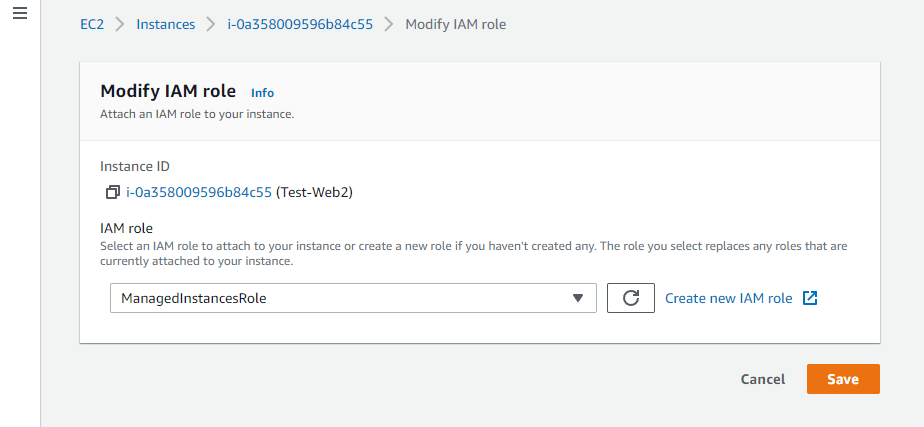 EC2 > Instances > i-0a358009596b84c55 > Modify IAM role
Modify IAM role Info
Attach an IAM role to your instance.
Instance ID
i-0a358009596b84c55 (Test-Web2)
IAM role
Select an IAM role to attach to your instance or create a new role if you haven't created any. The role you select replaces any roles that are
currently attached to your instance.
ManagedInstancesRole
Create new IAM role
Cancel
Save